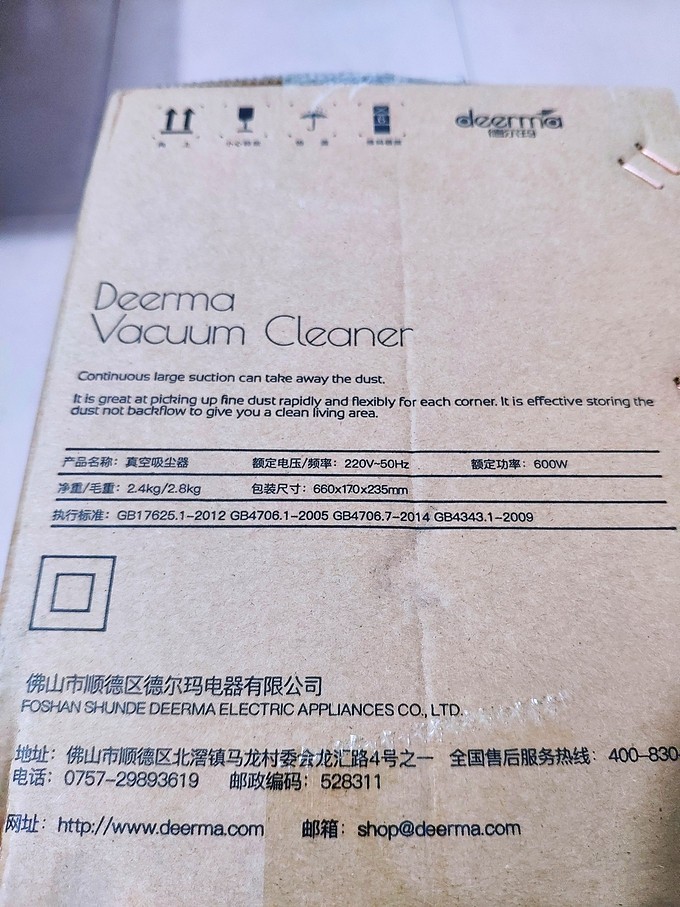 deerma
德尔玛
向上 小心轻放
Deerma
Vacuum Cleaner
Continuous large suction can take away the dust.
It is great at picking up fine dust rapidly and flexibly for each corner. It is effective storing the
dust not backflow to give you a clean living area.
产品名称：真空吸尘器 额定电压/频率：220V~50Hz 额定功率：600W
净重/毛重：2.4kg/2.8kg 包装尺寸：660x170x235mm
执行标准：GB17625.1-2012 GB4706.1-2005 GB4706.7-2014 GB4343.1-2009
佛山市顺德区德尔玛电器有限公司
FOSHAN SHUNDE DEERMA ELECTRIC APPLIANCES CO., LTD.
地址：佛山市顺德区北滘镇马龙村委会龙汇路4号之一 全国售后服务热线：400-830-
电话：0757-29893619 邮政编码：528311
网址：http://www.deerma.com 邮箱：shop@deerma.com